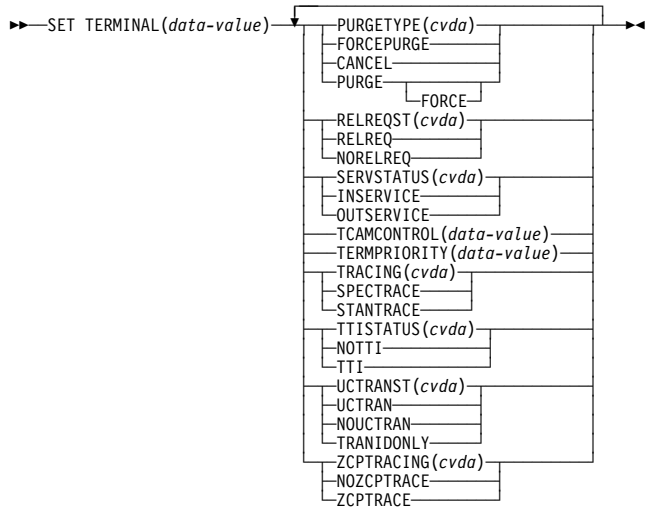 SET TERMINAL(data-value)
PURGETYPE(cvda)
FORCEPURGE
CANCEL
PURGE
FORCE
RELREQST(cvda)
RELREQ
NORELREQ
SERVSTATUS(cvda)
INSERVICE
OUTSERVICE
TCAMCONTROL(data-value)
TERMPRIORITY(data-value)
TRACING(cvda)
SPECTRACE
STANTRACE
TTISTATUS(cvda)
NOTTI
TTI
UCTRANST(cvda)
UCTRAN
NOUCTRAN
TRANIDONLY
ZCPTRACING(cvda)
NOZCPTRACE
ZCPTRACE